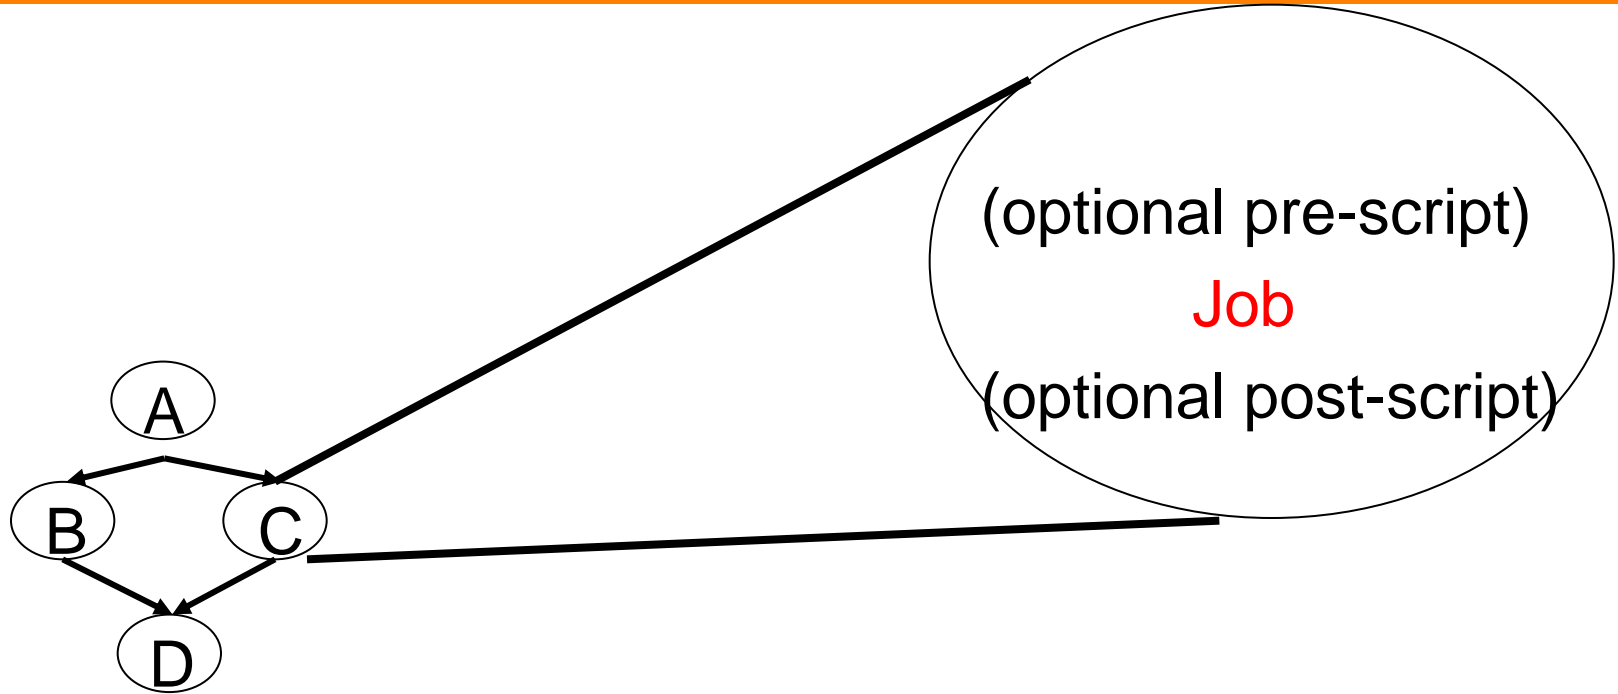 (optional pre-script)
Job
(optional post-script)
A
B C
D